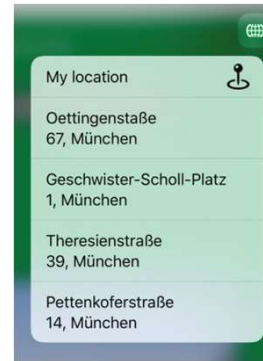 My location
Oettingenstaße
67, München
Geschwister-Scholl-Platz
1, München
Theresienstraße
39, München
Pettenkoferstraße
14, München